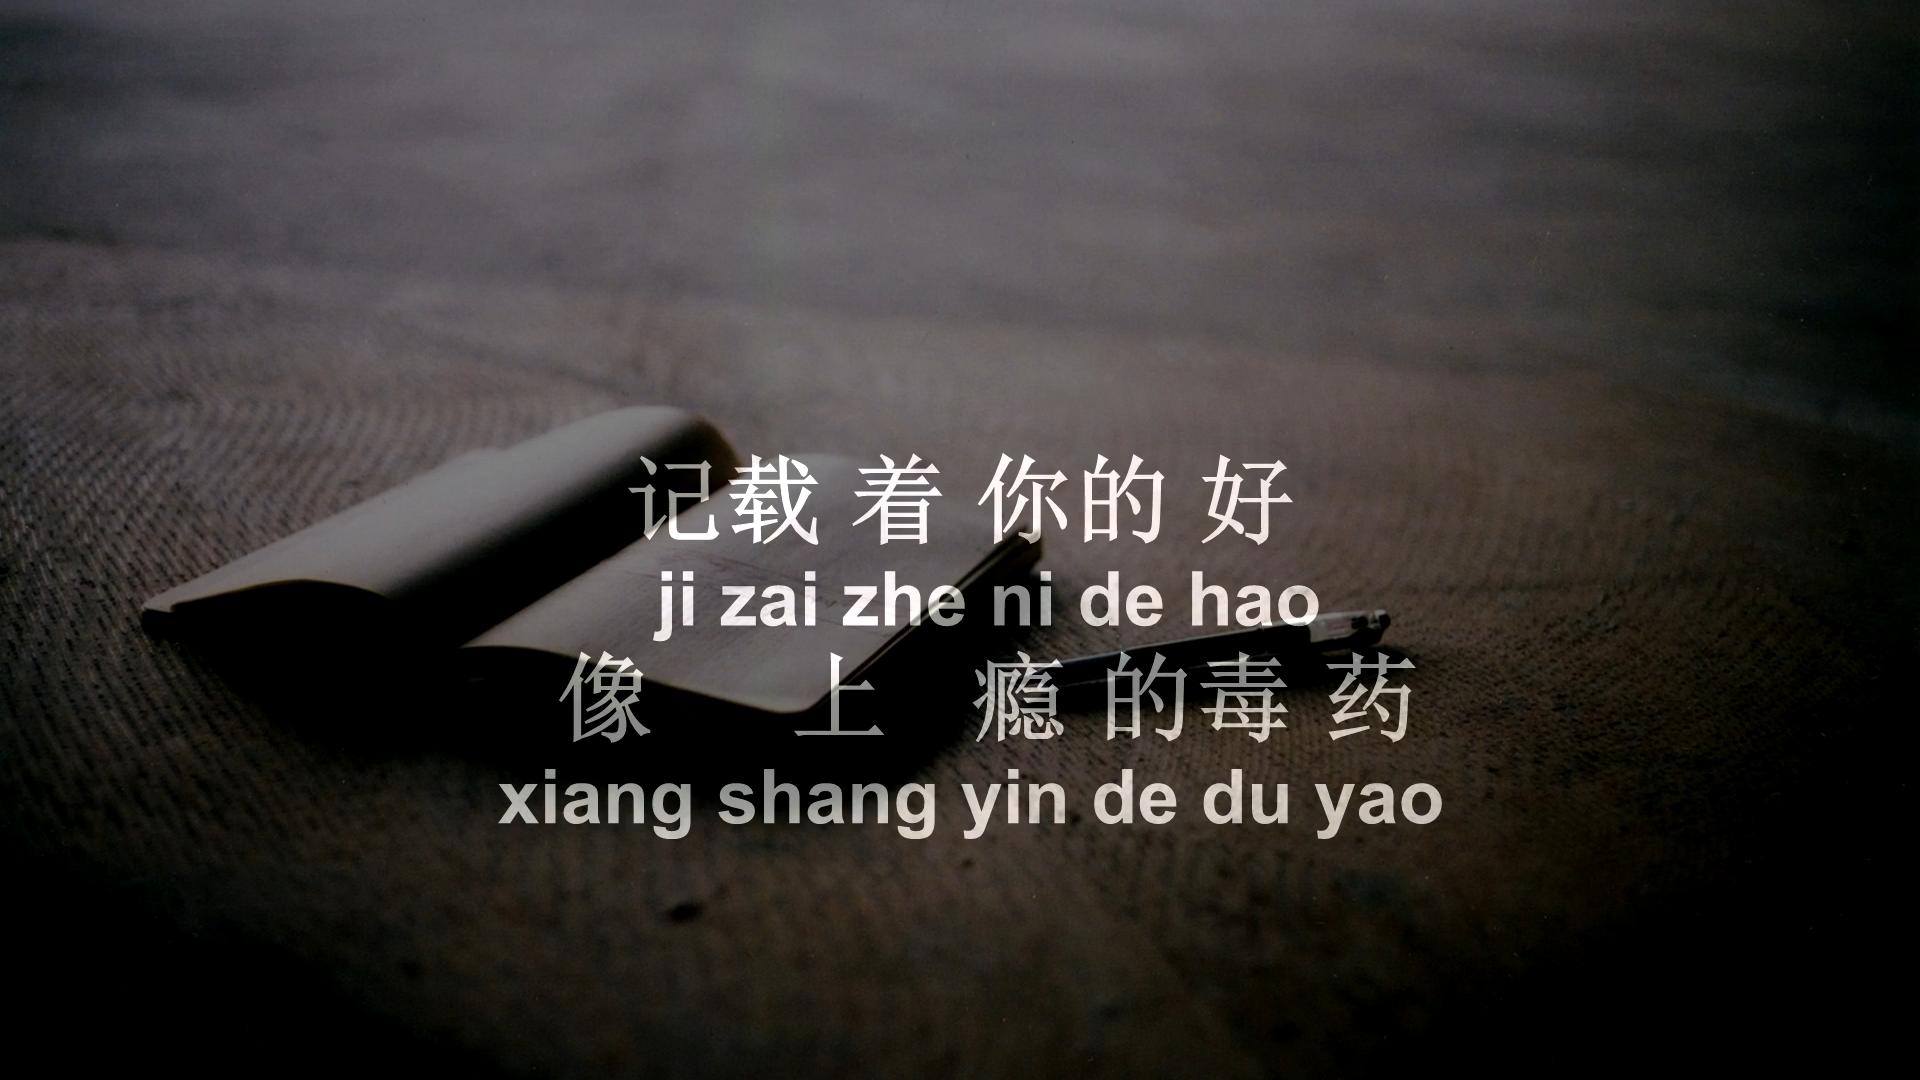 记载 着 你的 好
ji zai zhe ni de hao
像 上 瘾 的毒 药
xiang shang yin de du yao